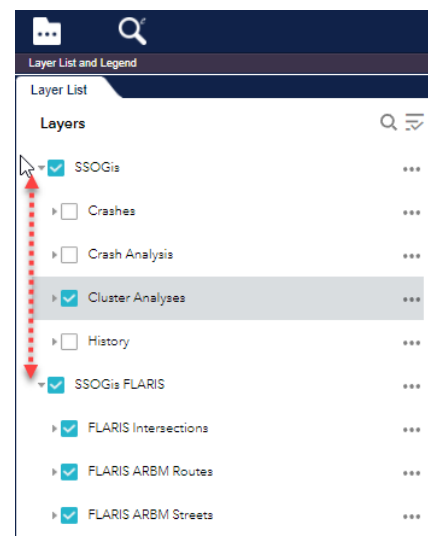 Layer List and Legend
Layer List
Layers
SSOGis
Crashes
Crash Analysis
Cluster Analyses
History
SSOGis FLARIS
FLARIS Intersections
FLARIS ARBM Routes
FLARIS ARBM Streets